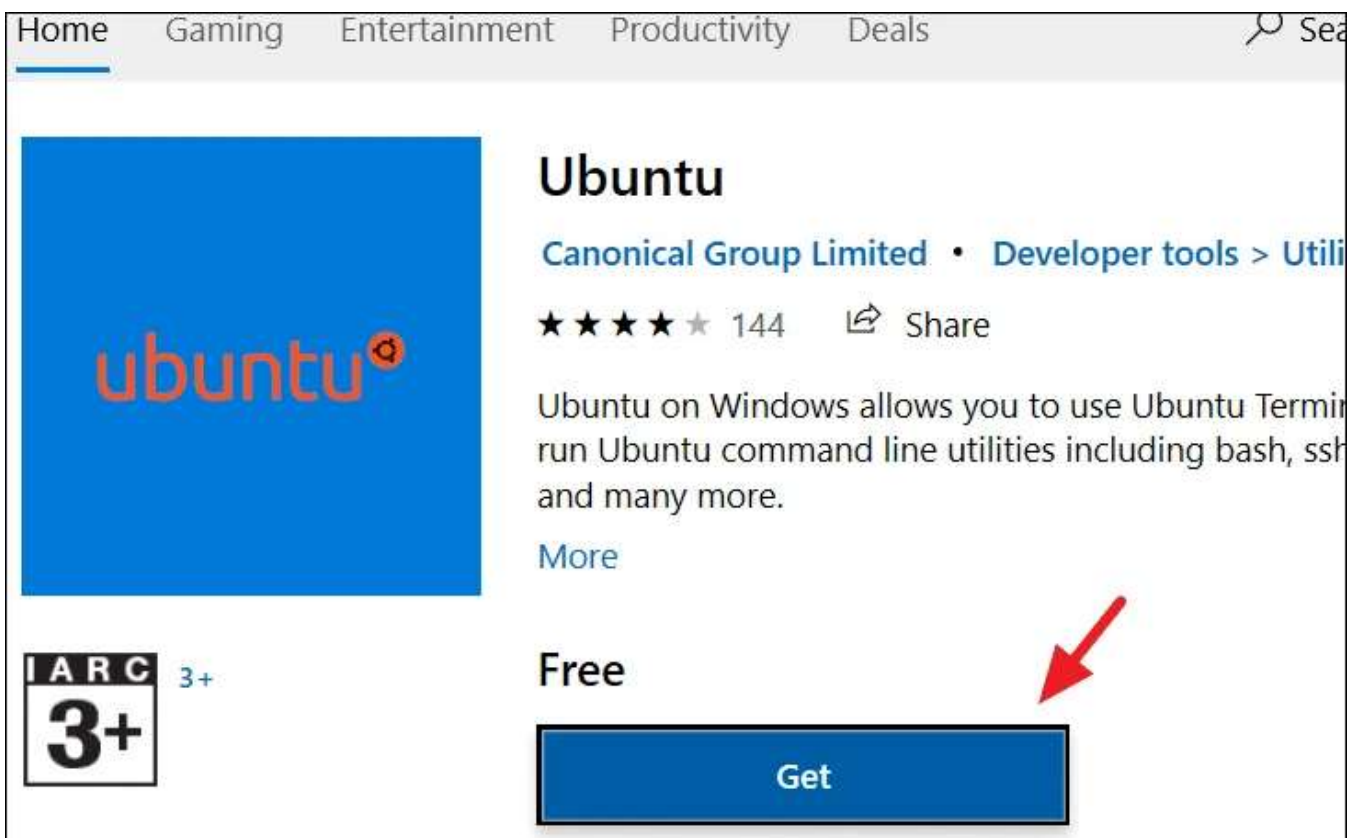 Home Gaming Entertainment Productivity Deals Sea
Ubuntu
Canonical Group Limited • Developer tools > Utili
★★★★★ 144 Share
ubuntu
Ubuntu on Windows allows you to use Ubuntu Termin
run Ubuntu command line utilities including bash, ssh
and many more.
More
IARC
3+
3+
Free
Get